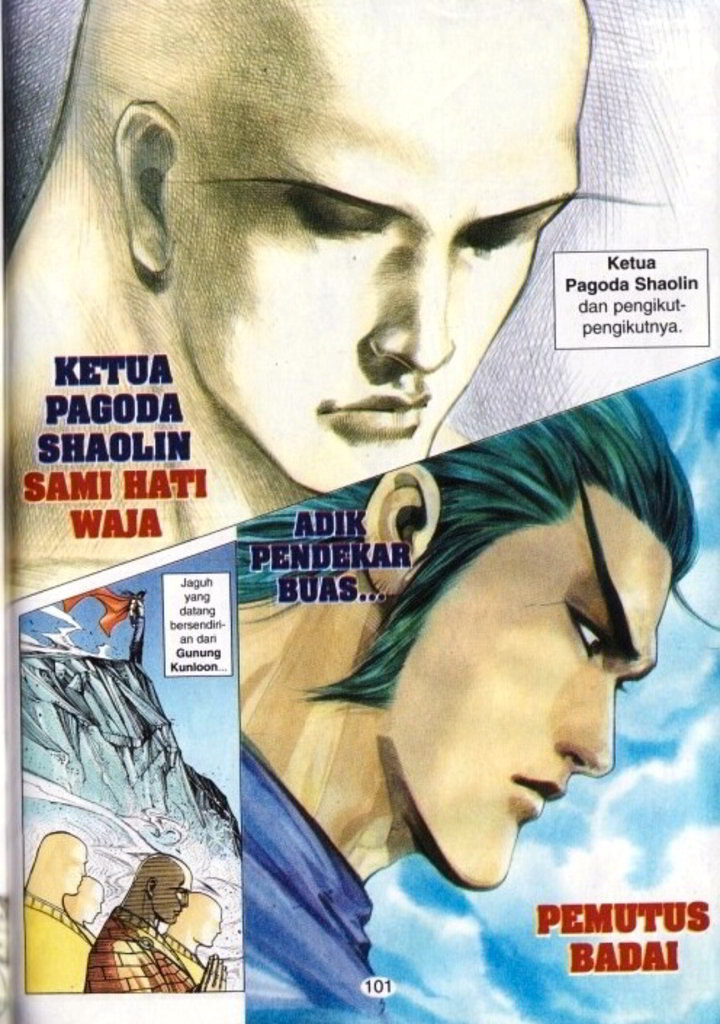 Ketua
Pagoda Shaolin
dan pengikut-
pengikutnya.
KETUA
PAGODA
SHAOLIN
SAMI HATI
WAJA
ADIK
PENDEKAR
BUAS...
Jaguh
yang
datang
bersendiri-
an dari
Gunung
Kunloon...
PEMUTUS
BADAI
101